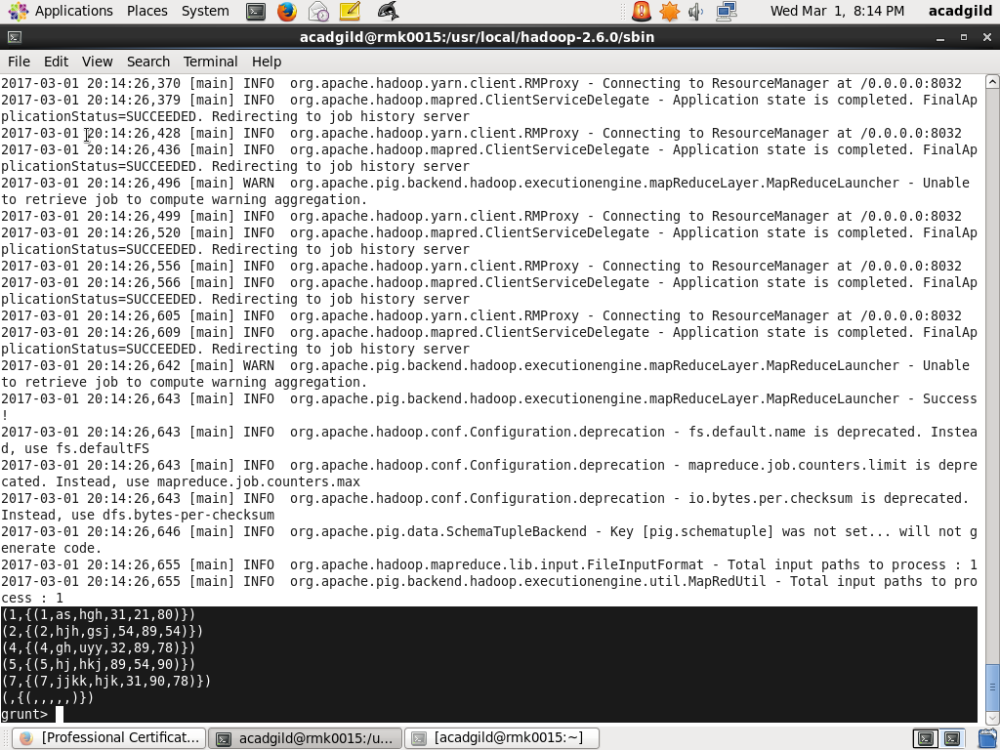 Applications Places System Wed Mar 1, 8:14 PM acadgild
acadgild@rmk0015:/usr/local/hadoop-2.6.0/sbin
File Edit View Search Terminal Help
2017-03-01 20:14:26,370 [main] INFO  org.apache.hadoop.yarn.client.RMProxy - Connecting to ResourceManager at /0.0.0.0:8032
2017-03-01 20:14:26,379 [main] INFO  org.apache.hadoop.mapred.ClientServiceDelegate - Application state is completed. FinalAp
plicationStatus=SUCCEEDED. Redirecting to job history server
2017-03-01 20:14:26,428 [main] INFO  org.apache.hadoop.yarn.client.RMProxy - Connecting to ResourceManager at /0.0.0.0:8032
2017-03-01 20:14:26,436 [main] INFO  org.apache.hadoop.mapred.ClientServiceDelegate - Application state is completed. FinalAp
plicationStatus=SUCCEEDED. Redirecting to job history server
2017-03-01 20:14:26,496 [main] WARN  org.apache.pig.backend.hadoop.executionengine.mapReduceLayer.MapReduceLauncher - Unable
to retrieve job to compute warning aggregation.
2017-03-01 20:14:26,499 [main] INFO  org.apache.hadoop.yarn.client.RMProxy - Connecting to ResourceManager at /0.0.0.0:8032
2017-03-01 20:14:26,520 [main] INFO  org.apache.hadoop.mapred.ClientServiceDelegate - Application state is completed. FinalAp
plicationStatus=SUCCEEDED. Redirecting to job history server
2017-03-01 20:14:26,556 [main] INFO  org.apache.hadoop.yarn.client.RMProxy - Connecting to ResourceManager at /0.0.0.0:8032
2017-03-01 20:14:26,566 [main] INFO  org.apache.hadoop.mapred.ClientServiceDelegate - Application state is completed. FinalAp
plicationStatus=SUCCEEDED. Redirecting to job history server
2017-03-01 20:14:26,605 [main] INFO  org.apache.hadoop.yarn.client.RMProxy - Connecting to ResourceManager at /0.0.0.0:8032
2017-03-01 20:14:26,609 [main] INFO  org.apache.hadoop.mapred.ClientServiceDelegate - Application state is completed. FinalAp
plicationStatus=SUCCEEDED. Redirecting to job history server
2017-03-01 20:14:26,642 [main] WARN  org.apache.pig.backend.hadoop.executionengine.mapReduceLayer.MapReduceLauncher - Unable
to retrieve job to compute warning aggregation.
2017-03-01 20:14:26,643 [main] INFO  org.apache.pig.backend.hadoop.executionengine.mapReduceLayer.MapReduceLauncher - Success
!
2017-03-01 20:14:26,643 [main] INFO  org.apache.hadoop.conf.Configuration.deprecation - fs.default.name is deprecated. Instea
d, use fs.defaultFS
2017-03-01 20:14:26,643 [main] INFO  org.apache.hadoop.conf.Configuration.deprecation - mapreduce.job.counters.limit is depre
cated. Instead, use mapreduce.job.counters.max
2017-03-01 20:14:26,643 [main] INFO  org.apache.hadoop.conf.Configuration.deprecation - io.bytes.per.checksum is deprecated.
Instead, use dfs.bytes-per-checksum
2017-03-01 20:14:26,646 [main] INFO  org.apache.pig.data.SchemaTupleBackend - Key [pig.schematuple] was not set... will not g
enerate code.
2017-03-01 20:14:26,655 [main] INFO  org.apache.hadoop.mapreduce.lib.input.FileInputFormat - Total input paths to process : 1
2017-03-01 20:14:26,655 [main] INFO  org.apache.pig.backend.hadoop.executionengine.util.MapRedUtil - Total input paths to pro
cess : 1
(1,{(1,as,hgh,31,21,80)})
(2,{(2,hjh,gsj,54,89,54)})
(4,{(4,gh,uyy,32,89,78)})
(5,{(5,hj,hkj,89,54,90)})
(7,{(7,jjkk,hjk,31,90,78)})
(,{(,,,,,)})
grunt>
[Professional Certificat... acadgild@rmk0015:/u... [acadgild@rmk0015:~]